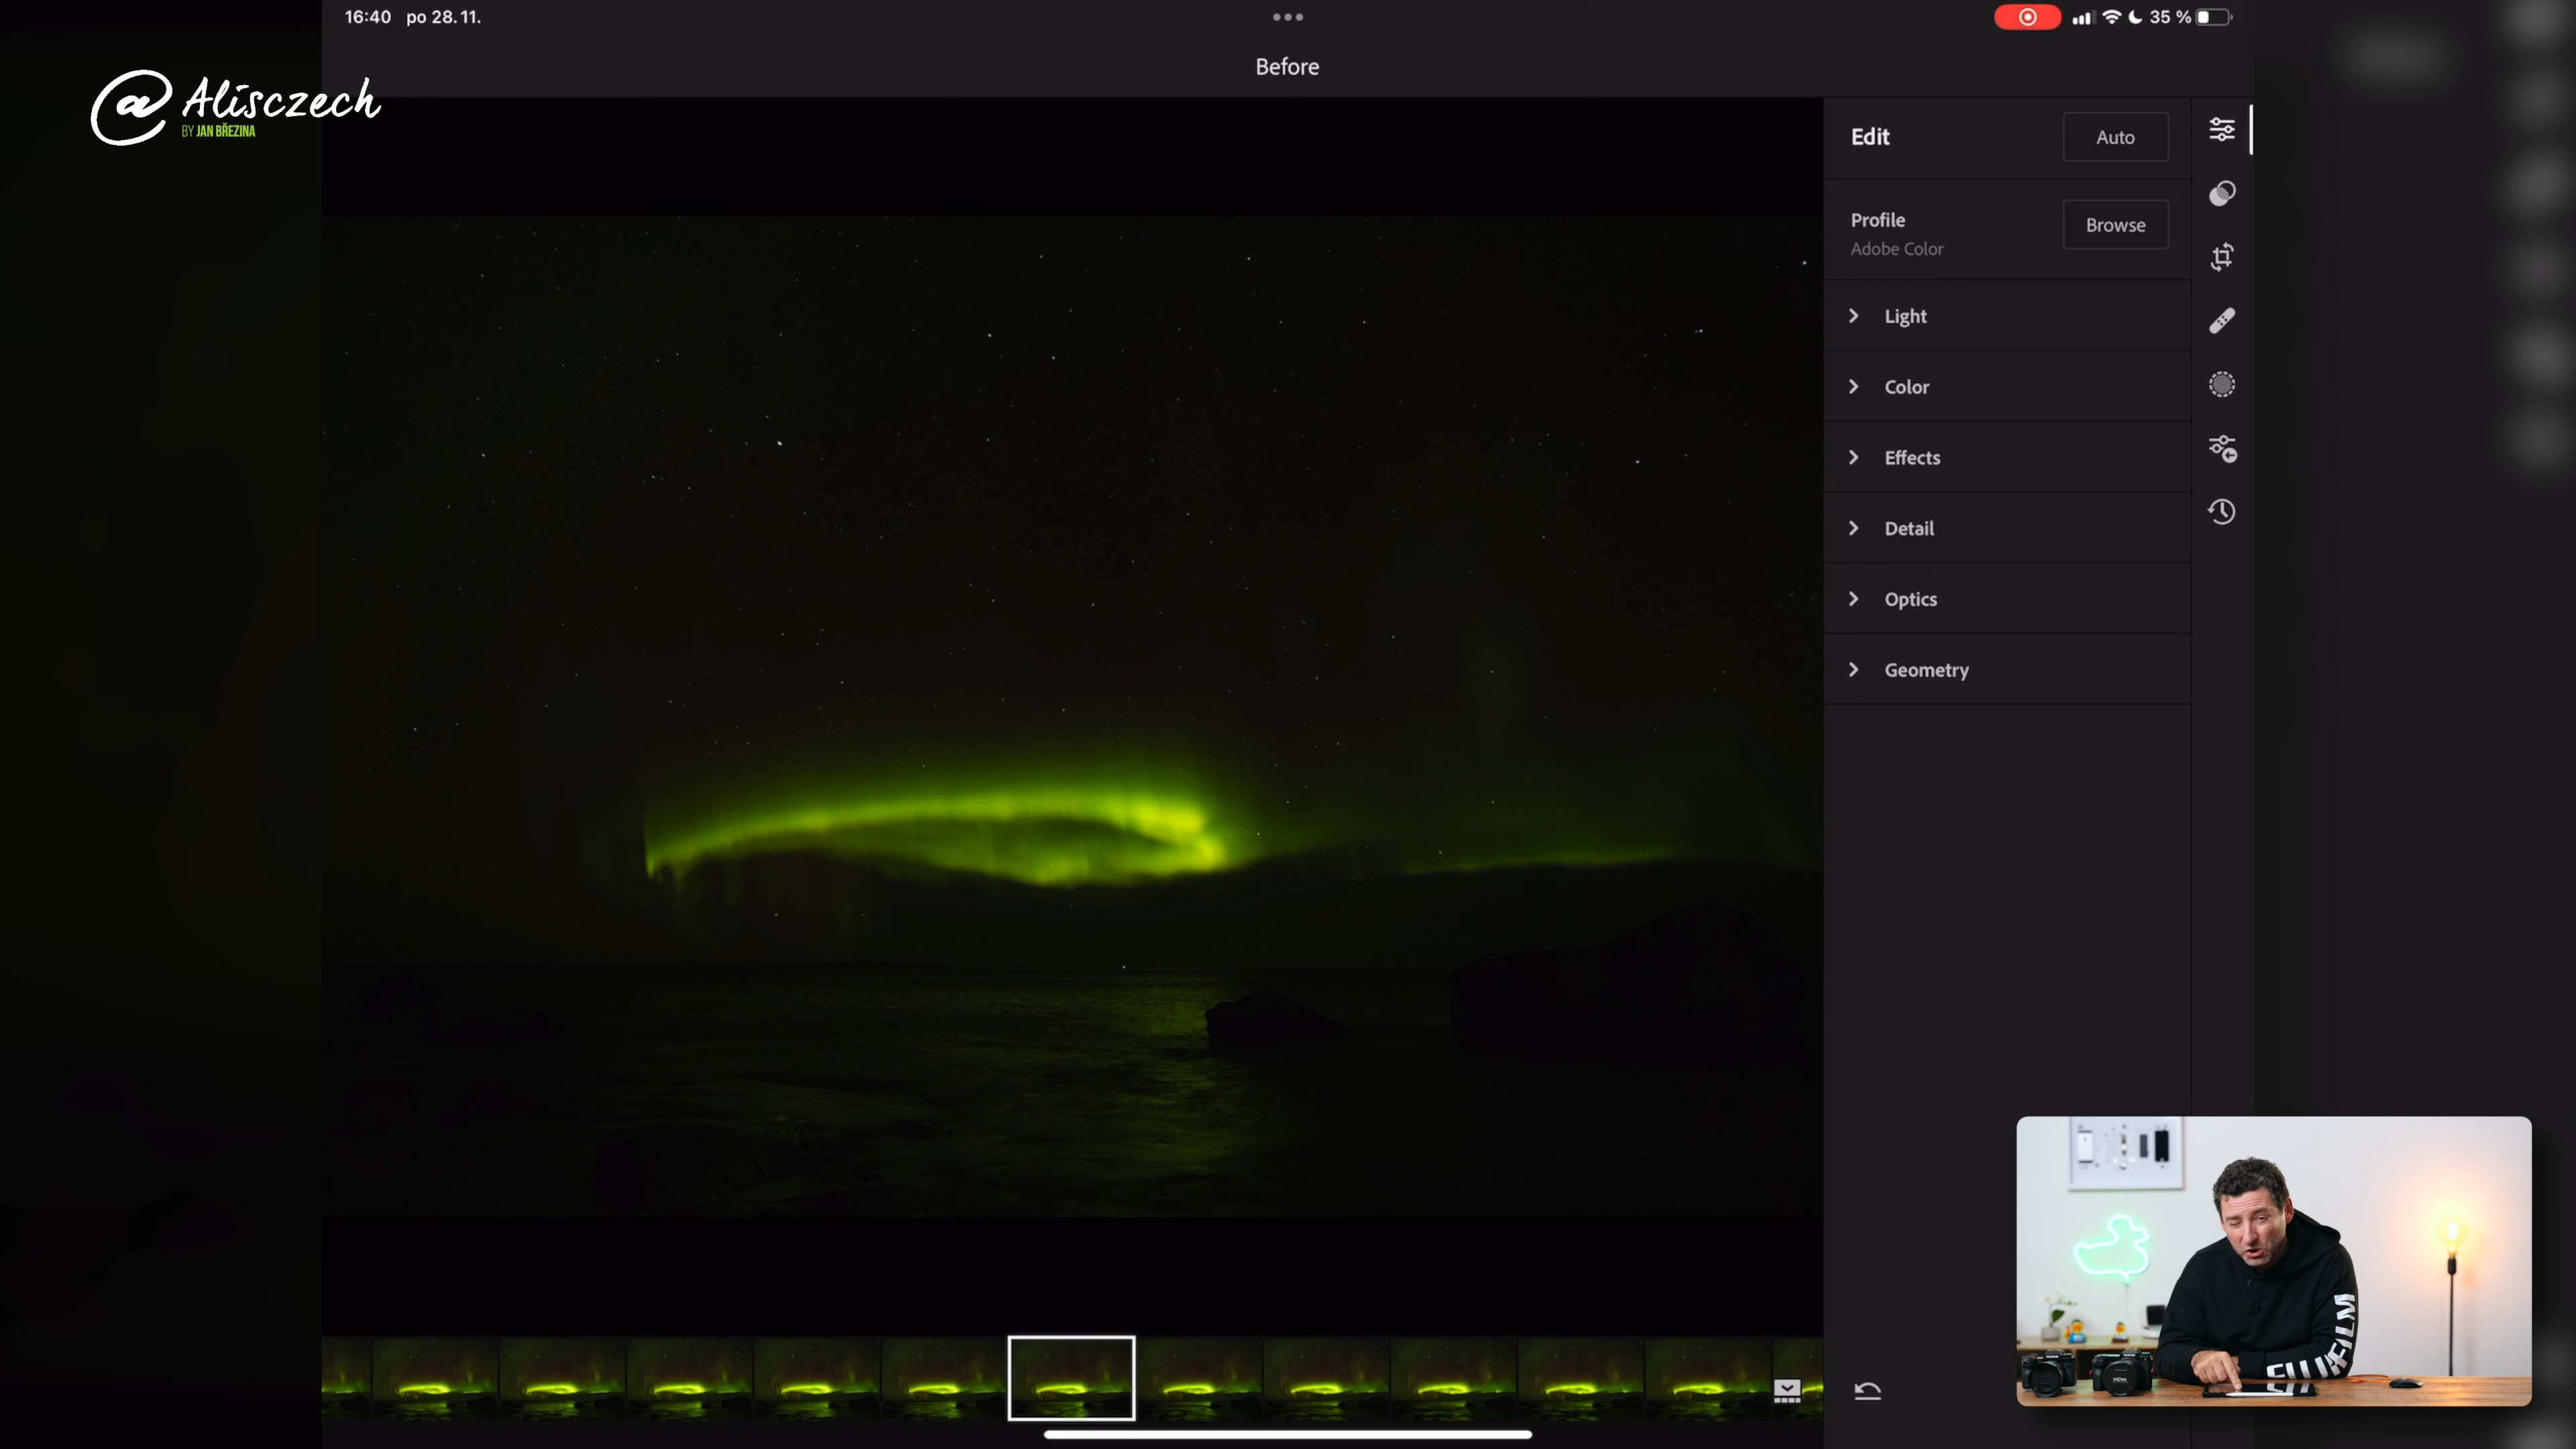 16:40 po 28. 11.
35 %
Before
@Alisczech
BY JAN BŘEZINA
Edit
Auto
Profile
Adobe Color
Browse
Light
Color
Effects
Detail
Optics
Geometry